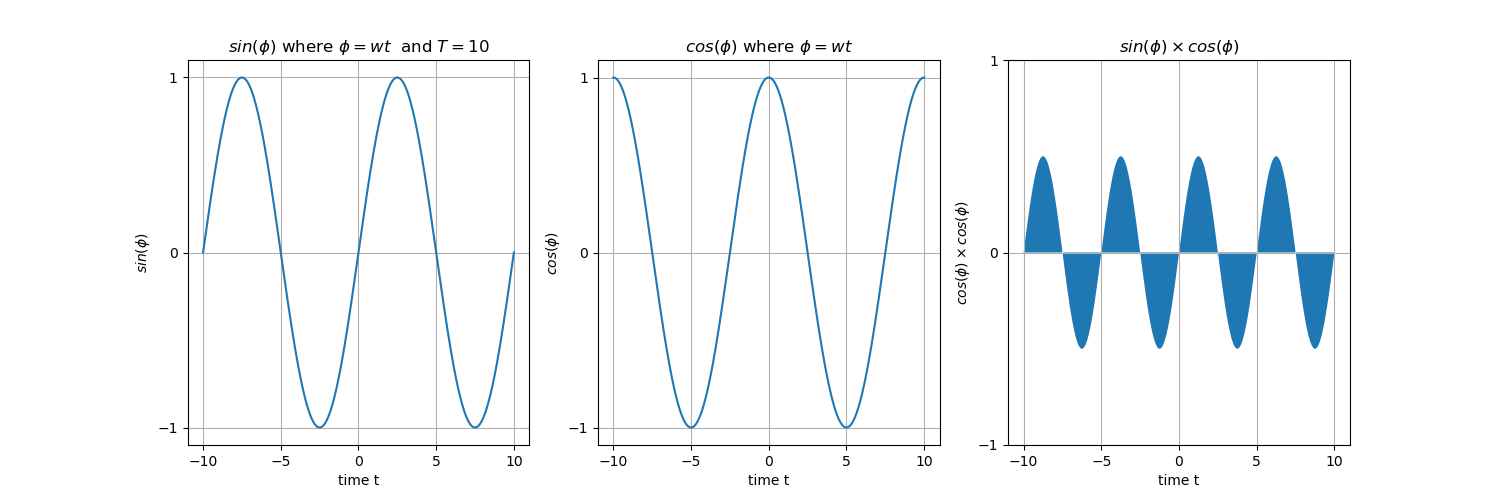 sin(ϕ) where ϕ = wt and T = 10
1
0
−1
sin(ϕ)
−10 −5 0 5 10
time t
cos(ϕ) where ϕ = wt
1
0
−1
cos(ϕ)
−10 −5 0 5 10
time t
sin(ϕ) × cos(ϕ)
1
0
−1
cos(ϕ) × cos(ϕ)
−10 −5 0 5 10
time t